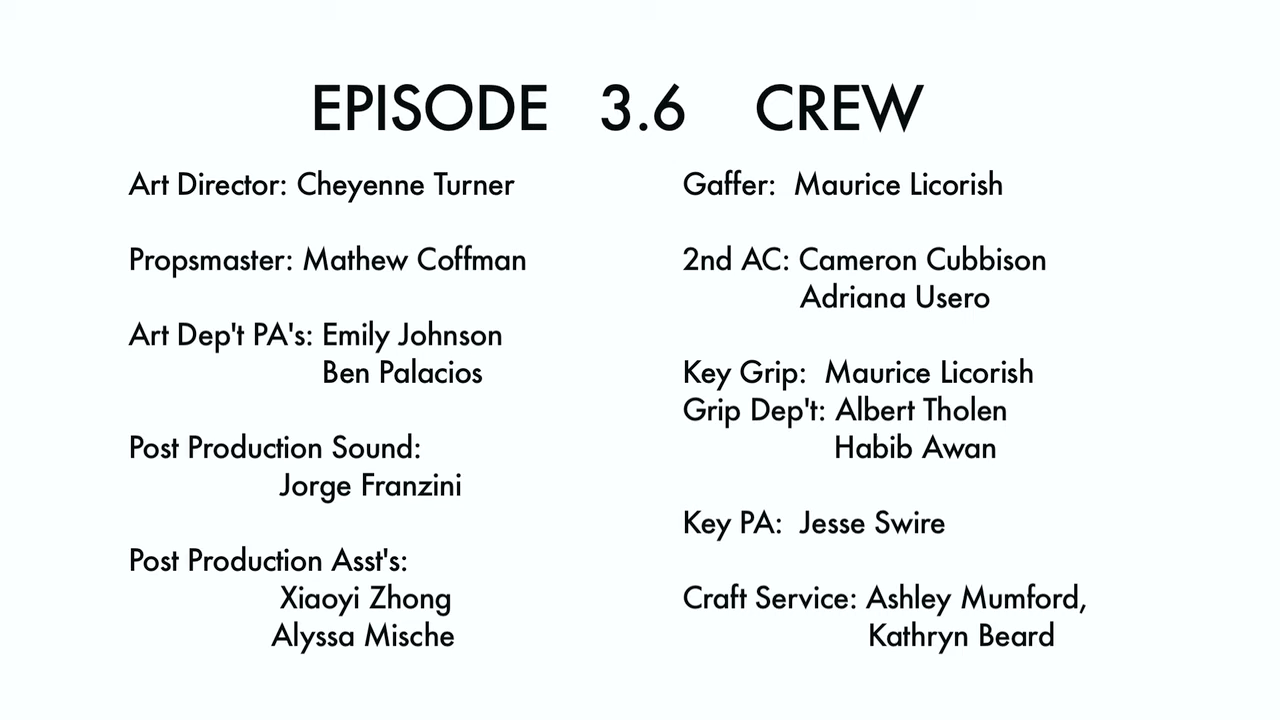 EPISODE 3.6 CREW
Art Director: Cheyenne Turner
Propsmaster: Mathew Coffman
Art Dep't PA's: Emily Johnson
Ben Palacios
Post Production Sound:
Jorge Franzini
Post Production Asst's:
Xiaoyi Zhong
Alyssa Mische
Gaffer: Maurice Licorish
2nd AC: Cameron Cubbison
Adriana Usero
Key Grip: Maurice Licorish
Grip Dep't: Albert Tholen
Habib Awan
Key PA: Jesse Swire
Craft Service: Ashley Mumford,
Kathryn Beard